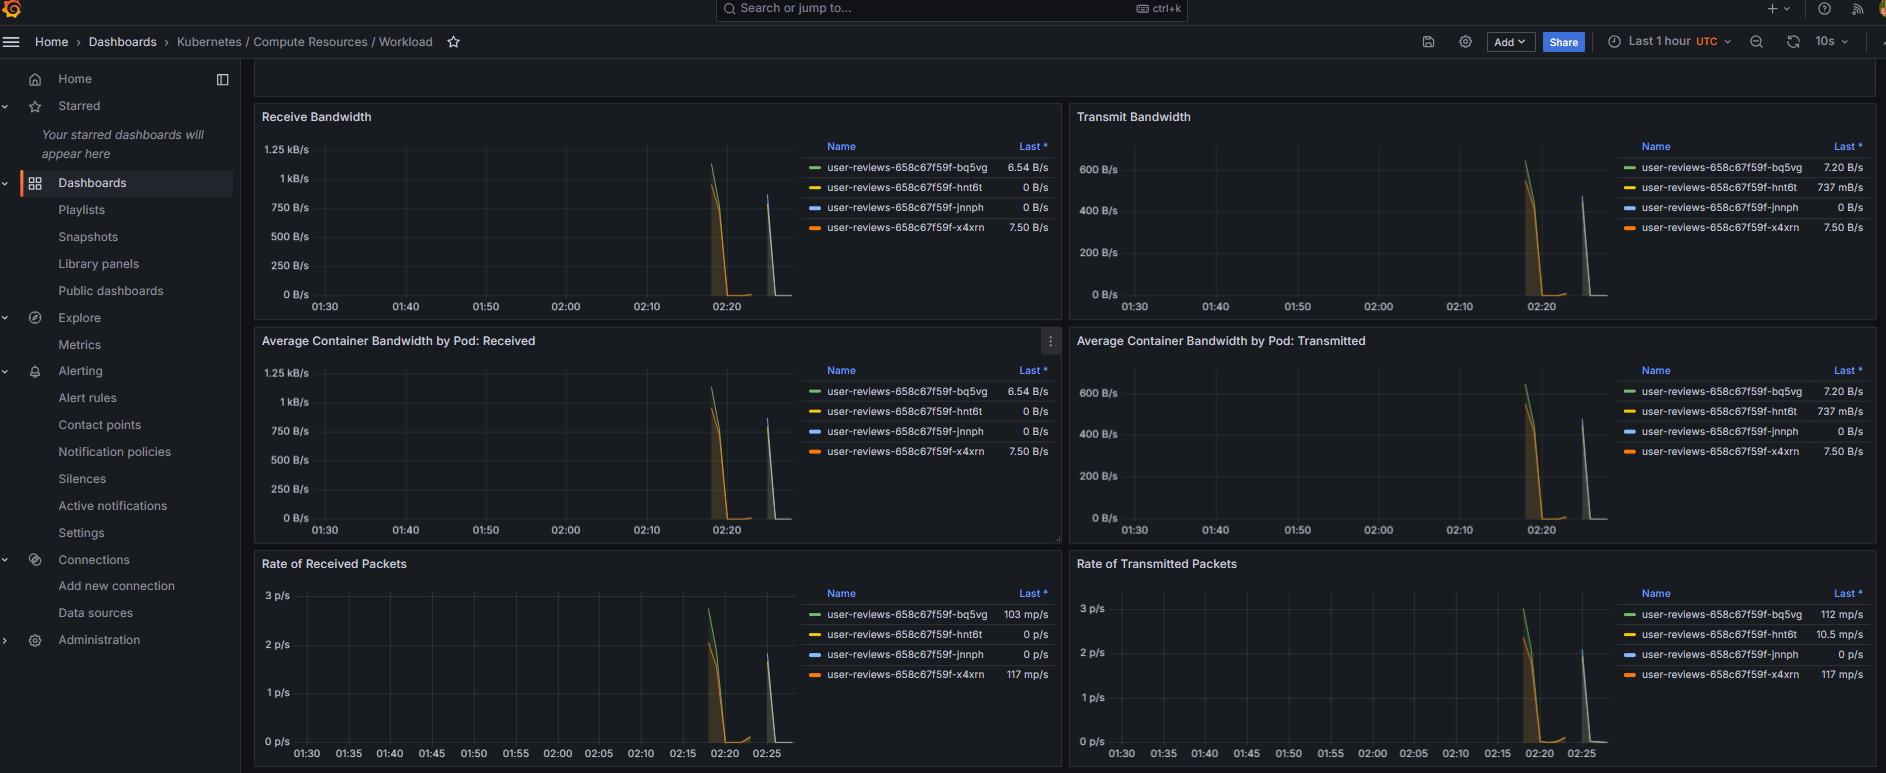 Search or jump to...
ctrl+k
Home › Dashboards › Kubernetes / Compute Resources / Workload
Add
Share
Last 1 hour UTC
10s
Home
Starred
Your starred dashboards will
appear here
Dashboards
Playlists
Snapshots
Library panels
Public dashboards
Explore
Metrics
Alerting
Alert rules
Contact points
Notification policies
Silences
Active notifications
Settings
Connections
Add new connection
Data sources
Administration
Receive Bandwidth
1.25 kB/s
1 kB/s
750 B/s
500 B/s
250 B/s
0 B/s
01:30 01:40 01:50 02:00 02:10 02:20
Name Last *
user-reviews-658c67f59f-bq5vg 6.54 B/s
user-reviews-658c67f59f-hnt6t 0 B/s
user-reviews-658c67f59f-jnnph 0 B/s
user-reviews-658c67f59f-x4xrn 7.50 B/s
Transmit Bandwidth
600 B/s
400 B/s
200 B/s
0 B/s
01:30 01:40 01:50 02:00 02:10 02:20
Name Last *
user-reviews-658c67f59f-bq5vg 7.20 B/s
user-reviews-658c67f59f-hnt6t 737 mB/s
user-reviews-658c67f59f-jnnph 0 B/s
user-reviews-658c67f59f-x4xrn 7.50 B/s
Average Container Bandwidth by Pod: Received
1.25 kB/s
1 kB/s
750 B/s
500 B/s
250 B/s
0 B/s
01:30 01:40 01:50 02:00 02:10 02:20
Name Last *
user-reviews-658c67f59f-bq5vg 6.54 B/s
user-reviews-658c67f59f-hnt6t 0 B/s
user-reviews-658c67f59f-jnnph 0 B/s
user-reviews-658c67f59f-x4xrn 7.50 B/s
Average Container Bandwidth by Pod: Transmitted
600 B/s
400 B/s
200 B/s
0 B/s
01:30 01:40 01:50 02:00 02:10 02:20
Name Last *
user-reviews-658c67f59f-bq5vg 7.20 B/s
user-reviews-658c67f59f-hnt6t 737 mB/s
user-reviews-658c67f59f-jnnph 0 B/s
user-reviews-658c67f59f-x4xrn 7.50 B/s
Rate of Received Packets
3 p/s
2 p/s
1 p/s
0 p/s
01:30 01:35 01:40 01:45 01:50 01:55 02:00 02:05 02:10 02:15 02:20 02:25
Name Last *
user-reviews-658c67f59f-bq5vg 103 mp/s
user-reviews-658c67f59f-hnt6t 0 p/s
user-reviews-658c67f59f-jnnph 0 p/s
user-reviews-658c67f59f-x4xrn 117 mp/s
Rate of Transmitted Packets
3 p/s
2 p/s
1 p/s
0 p/s
01:30 01:35 01:40 01:45 01:50 01:55 02:00 02:05 02:10 02:15 02:20 02:25
Name Last *
user-reviews-658c67f59f-bq5vg 112 mp/s
user-reviews-658c67f59f-hnt6t 10.5 mp/s
user-reviews-658c67f59f-jnnph 0 p/s
user-reviews-658c67f59f-x4xrn 117 mp/s